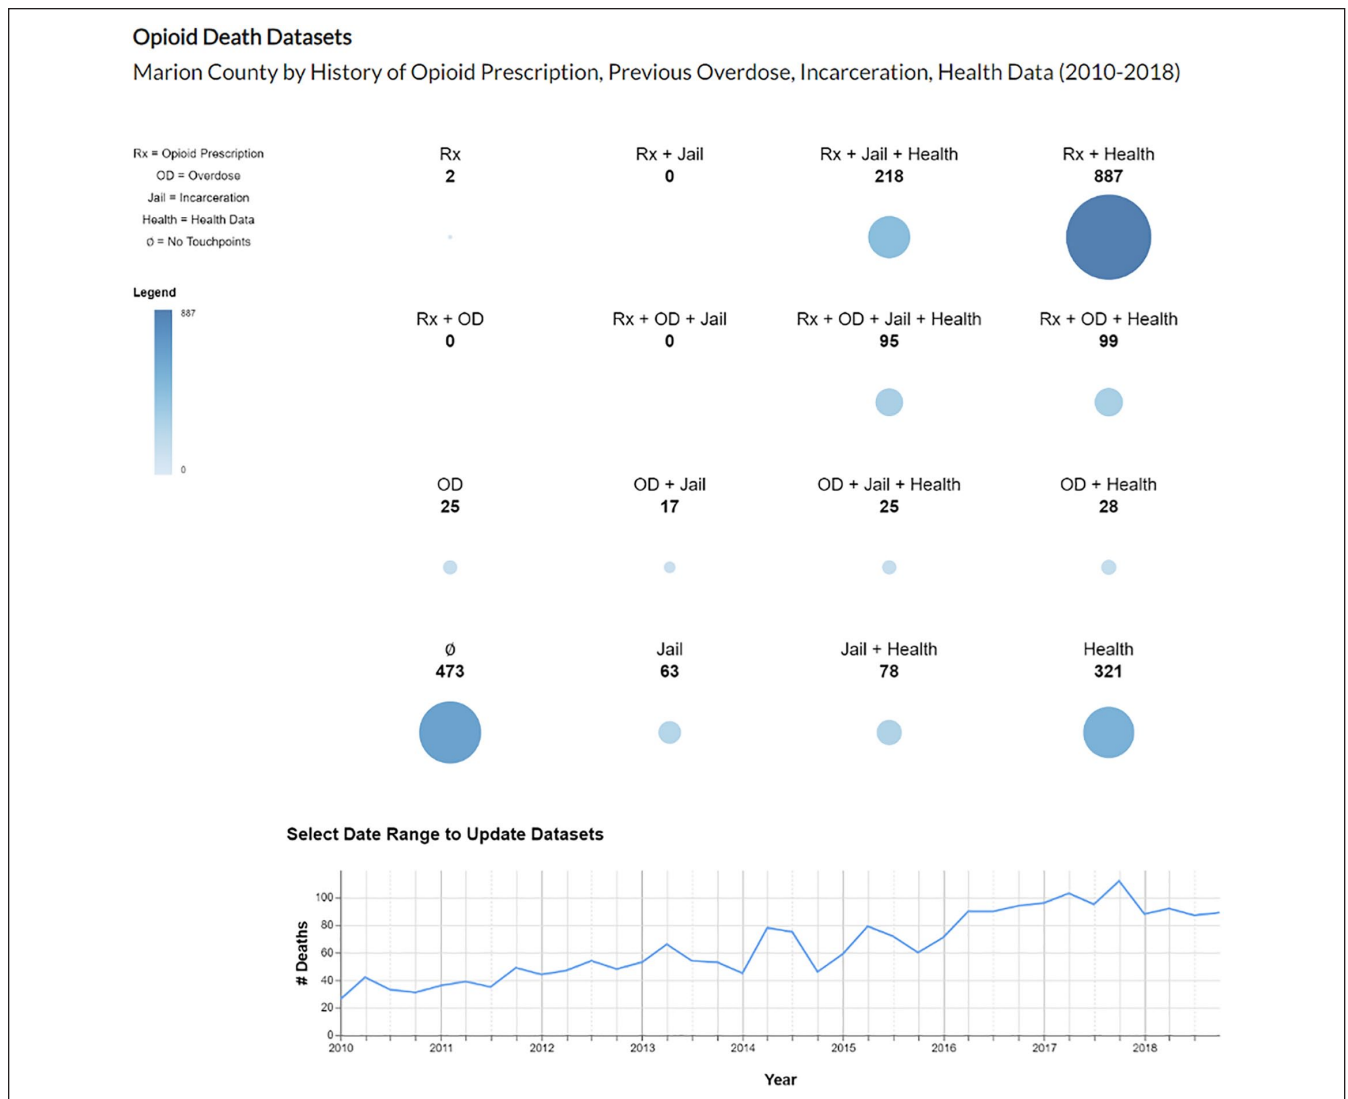 Opioid Death Datasets
Marion County by History of Opioid Prescription, Previous Overdose, Incarceration, Health Data (2010-2018)
Rx = Opioid Prescription
OD = Overdose
Jail = Incarceration
Health = Health Data
Ø = No Touchpoints
Legend
887
0
Rx
2
Rx + Jail
0
Rx + Jail + Health
218
Rx + Health
887
Rx + OD
0
Rx + OD + Jail
0
Rx + OD + Jail + Health
95
Rx + OD + Health
99
OD
25
OD + Jail
17
OD + Jail + Health
25
OD + Health
28
Ø
473
Jail
63
Jail + Health
78
Health
321
Select Date Range to Update Datasets
# Deaths
100
80
60
40
20
0
2010 2011 2012 2013 2014 2015 2016 2017 2018
Year